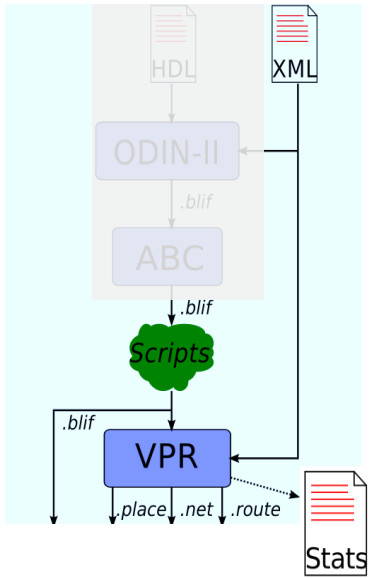 HDL
XML
ODIN-II
.blif
ABC
.blif
Scripts
.blif
VPR
.place
.net
.route
Stats